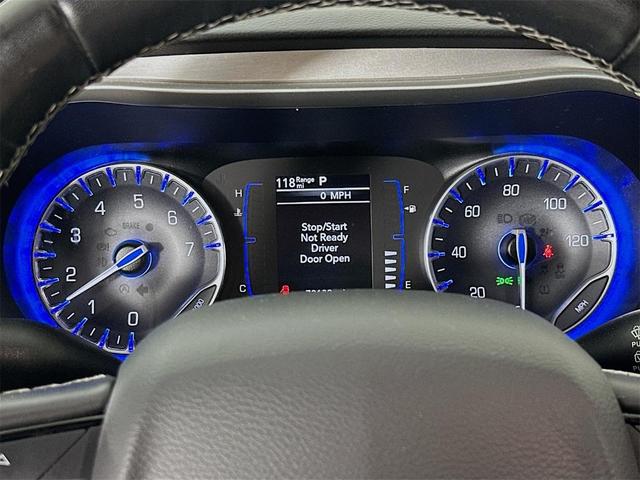 118 Range mi P
0 MPH
H
F
Stop/Start
Not Ready
Driver
Door Open
C
E
0
1
2
3
4
5
6
7
BRAKE
20
40
60
80
100
120
MPH